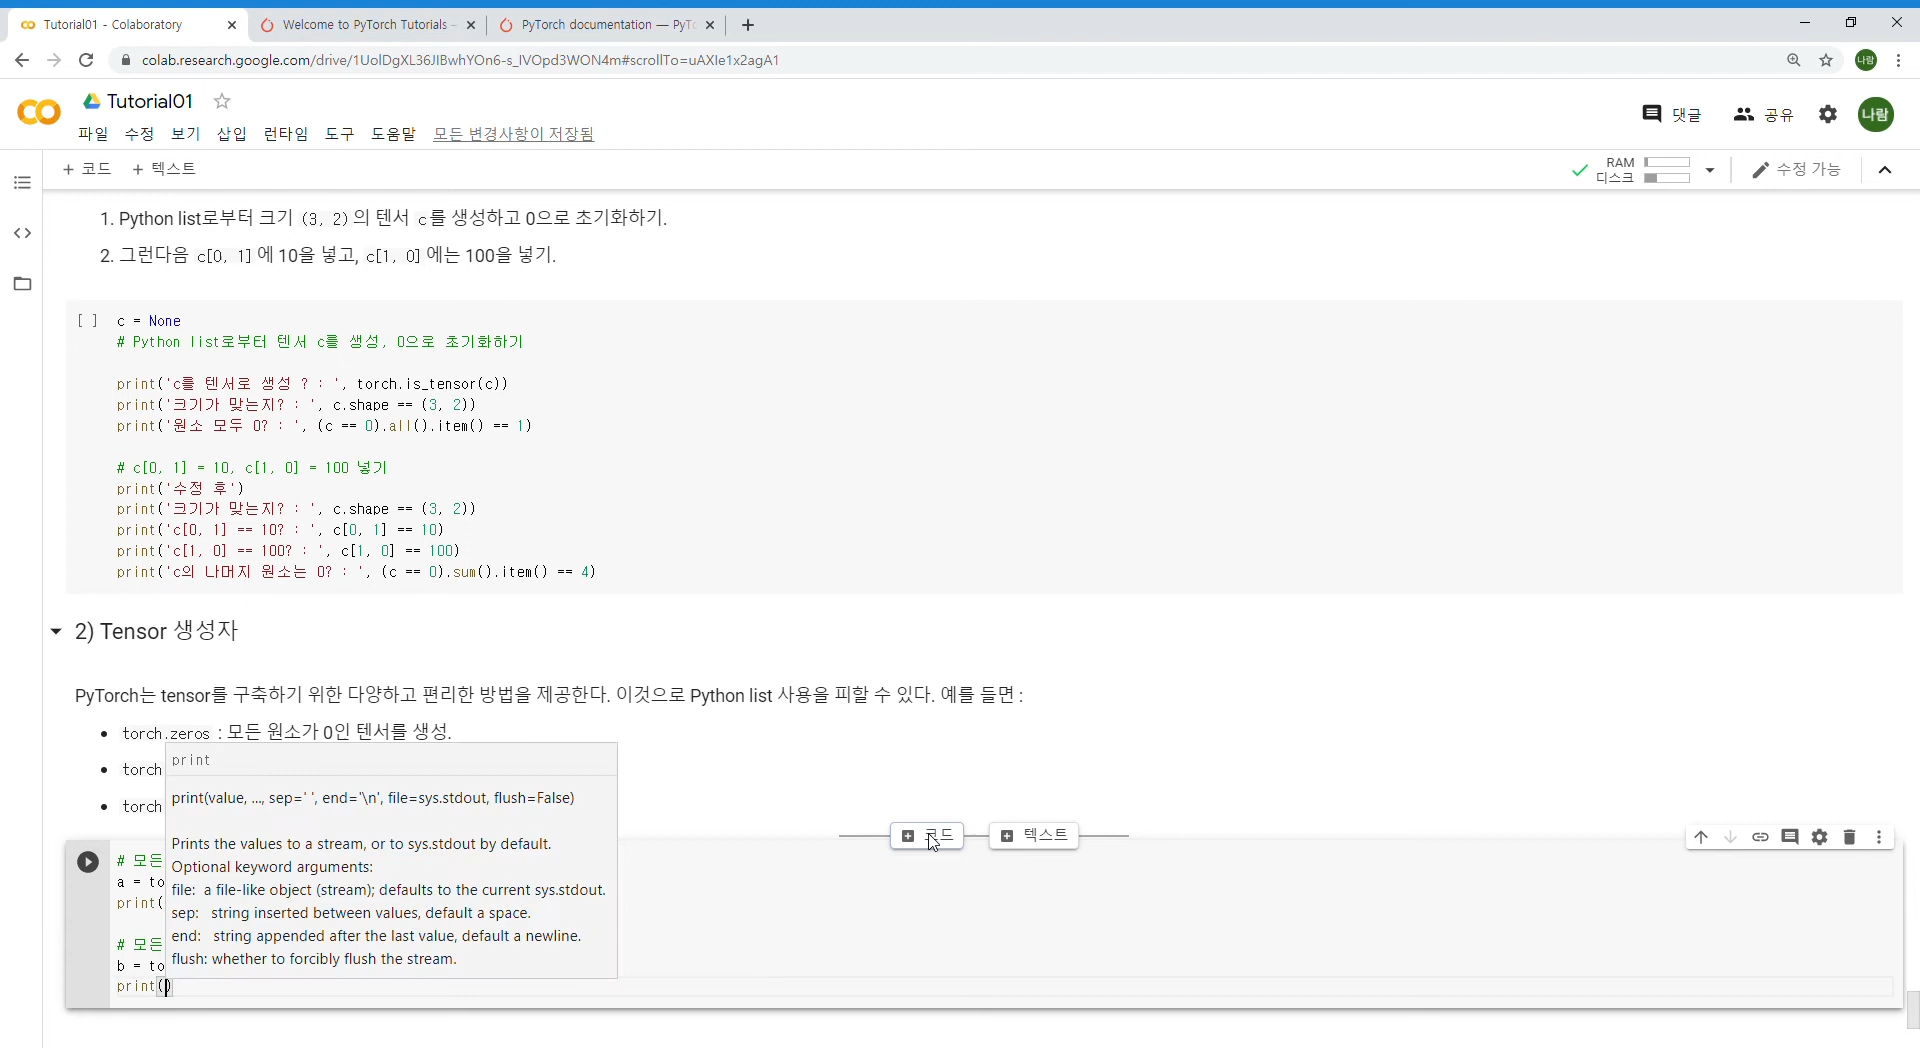 Tutorial01 - Colaboratory
Welcome to PyTorch Tutorials -
PyTorch documentation — PyTo
colab.research.google.com/drive/1UolDgXL36JIBwhYOn6-s_IVOpd3WON4m#scrollTo=uAXIe1x2agA1
나람
CO
Tutorial01
파일 수정 보기 삽입 런타임 도구 도움말 모든 변경사항이 저장됨
댓글
공유
나람
+ 코드 + 텍스트
RAM
디스크
수정 가능
1. Python list로부터 크기 (3, 2)의 텐서 c를 생성하고 0으로 초기화하기.
2. 그런다음 c[0, 1]에 10을 넣고, c[1, 0]에는 100을 넣기.
[ ] c = None
# Python list로부터 텐서 c를 생성, 0으로 초기화하기
print('c를 텐서로 생성 ? : ', torch.is_tensor(c))
print('크기가 맞는지? : ', c.shape == (3, 2))
print('원소 모두 0? : ', (c == 0).all().item() == 1)
# c[0, 1] = 10, c[1, 0] = 100 넣기
print('수정 후')
print('크기가 맞는지? : ', c.shape == (3, 2))
print('c[0, 1] == 10? : ', c[0, 1] == 10)
print('c[1, 0] == 100? : ', c[1, 0] == 100)
print('c의 나머지 원소는 0? : ', (c == 0).sum().item() == 4)
2) Tensor 생성자
PyTorch는 tensor를 구축하기 위한 다양하고 편리한 방법을 제공한다. 이것으로 Python list 사용을 피할 수 있다. 예를 들면 :
• torch.zeros : 모든 원소가 0인 텐서를 생성.
• torch
• torch
print
print(value, ..., sep=' ', end='\n', file=sys.stdout, flush=False)
Prints the values to a stream, or to sys.stdout by default.
Optional keyword arguments:
file: a file-like object (stream); defaults to the current sys.stdout.
sep: string inserted between values, default a space.
end: string appended after the last value, default a newline.
flush: whether to forcibly flush the stream.
코드
텍스트
# 모든
a = to
print(
# 모든
b = to
print()